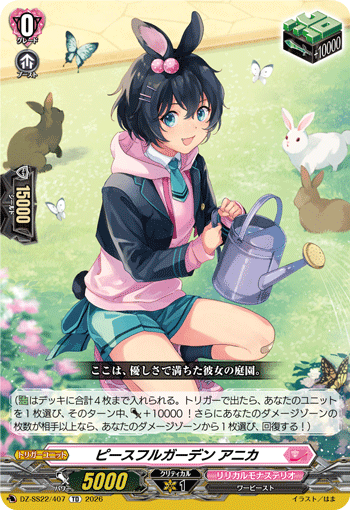 0
グレード
ブースト
+10000
15000
シールド
ここは、優しさで満ちた彼女の庭園。
(治はデッキに合計4枚まで入れられる。トリガーで出たら、あなたのユニット
を1枚選び、そのターン中、+10000!さらにあなたのダメージゾーンの
枚数が相手以上なら、あなたのダメージゾーンから1枚選び、回復する!)
トリガーユニット
ピースフルガーデン アニカ
リリカルモナステリオ
パワー
5000
クリティカル
1
ワービースト
DZ-SS22/407 TD 2026
イラスト/はま